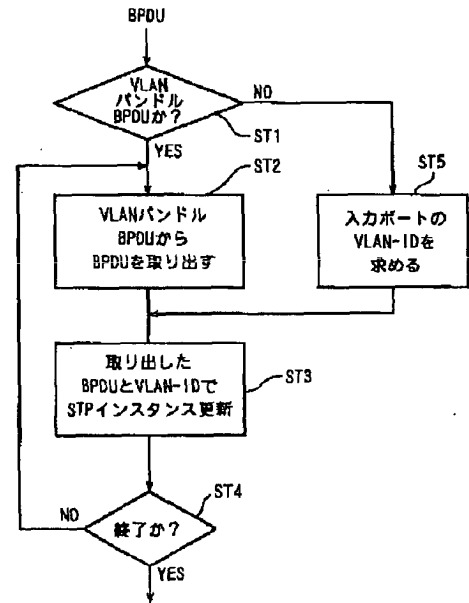 BPDU
VLAN
バンドル
BPDUか?
NO
ST1
YES
ST2
ST5
VLANバンドル
BPDUから
BPDUを取り出す
入力ポートの
VLAN-IDを
求める
取り出した
BPDUとVLAN-IDで
STPインスタンス更新
ST3
ST4
NO
終了か?
YES